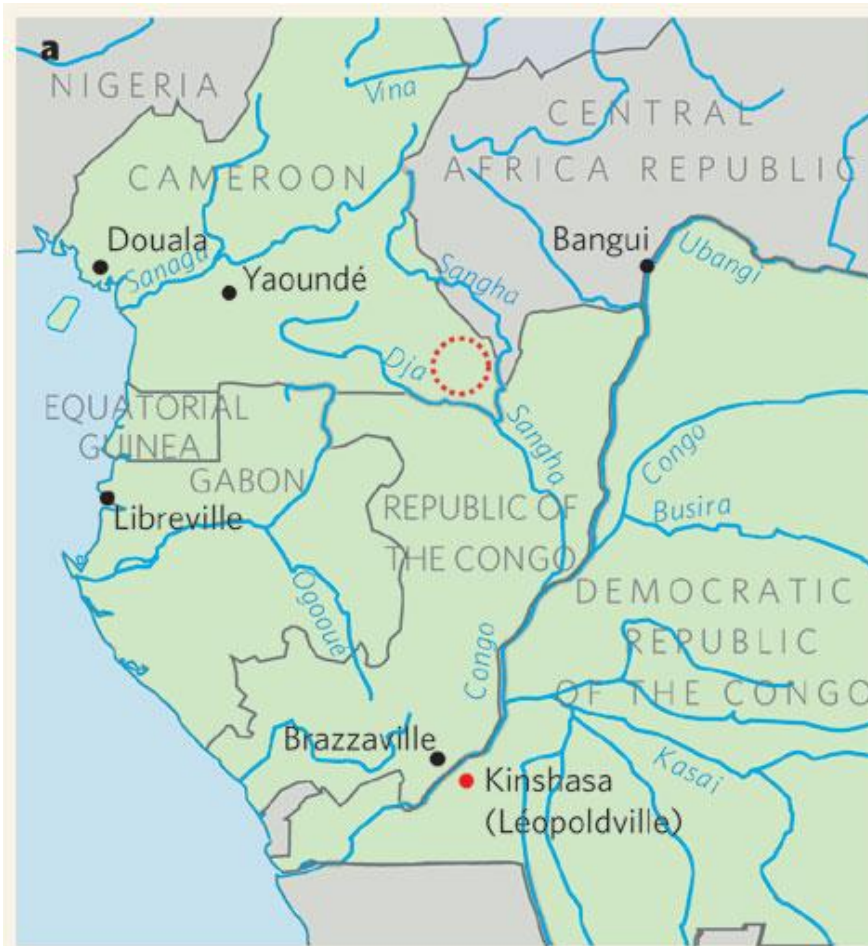 a
NIGERIA
Vina
CENTRAL
AFRICA REPUBLIC
CAMEROON
Douala
Sanaga
Yaoundé
Sangha
Bangui
Ubangi
Dja
Sangha
EQUATORIAL
GUINEA
GABON
Libreville
REPUBLIC OF
THE CONGO
Congo
Busira
Ogooué
DEMOCRATIC
REPUBLIC
OF THE CONGO
Congo
Brazzaville
Kinshasa
(Léopoldville)
Kasai